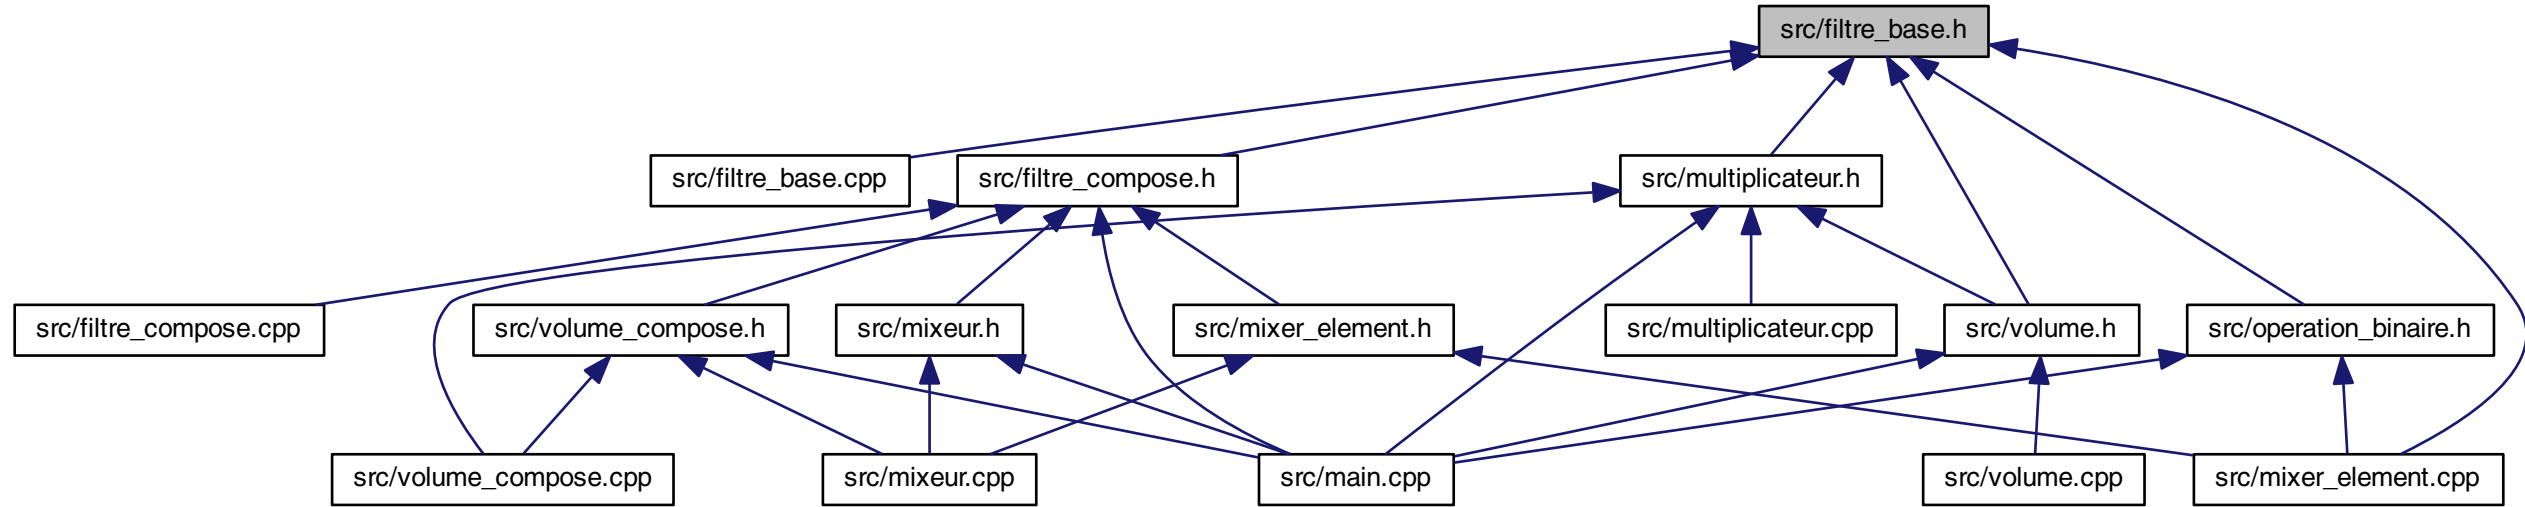 src/filtre_base.h
src/filtre_base.cpp
src/filtre_compose.h
src/multiplicateur.h
src/filtre_compose.cpp
src/volume_compose.h
src/mixeur.h
src/mixer_element.h
src/multiplicateur.cpp
src/volume.h
src/operation_binaire.h
src/volume_compose.cpp
src/mixeur.cpp
src/main.cpp
src/volume.cpp
src/mixer_element.cpp